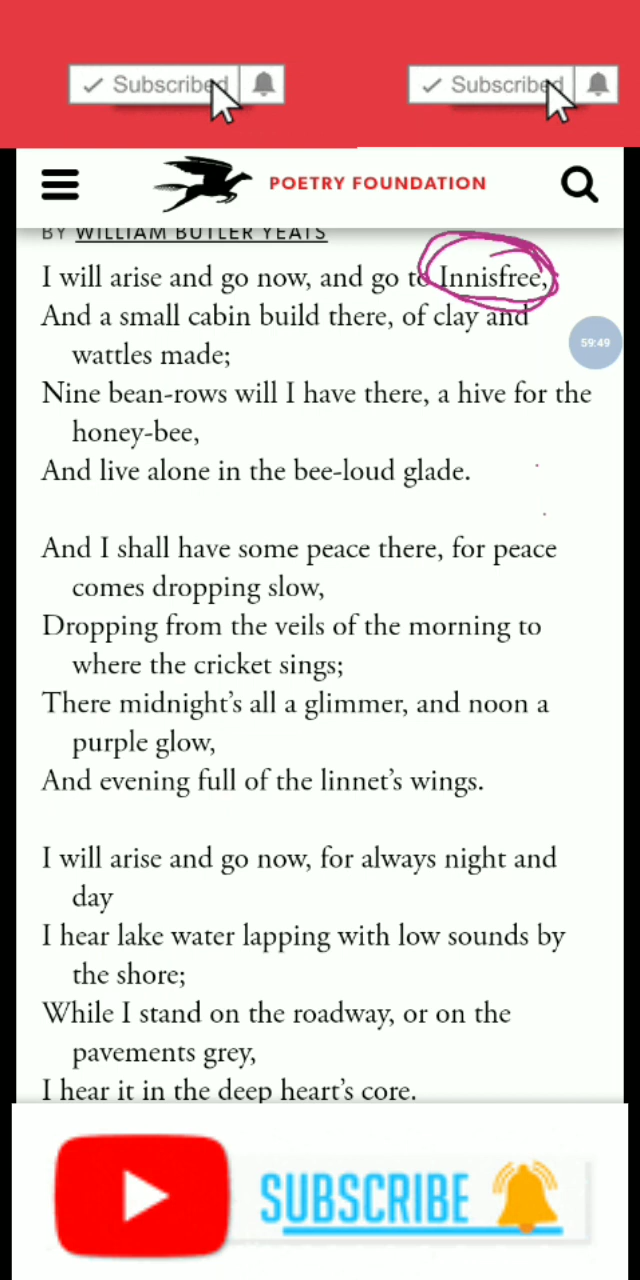 Subscribed Subscribed
POETRY FOUNDATION
BY WILLIAM BUTLER YEATS
I will arise and go now, and go to Innisfree,
And a small cabin build there, of clay and
wattles made;
59:49
Nine bean-rows will I have there, a hive for the
honey-bee,
And live alone in the bee-loud glade.
And I shall have some peace there, for peace
comes dropping slow,
Dropping from the veils of the morning to
where the cricket sings;
There midnight’s all a glimmer, and noon a
purple glow,
And evening full of the linnet’s wings.
I will arise and go now, for always night and
day
I hear lake water lapping with low sounds by
the shore;
While I stand on the roadway, or on the
pavements grey,
I hear it in the deep heart’s core.
SUBSCRIBE